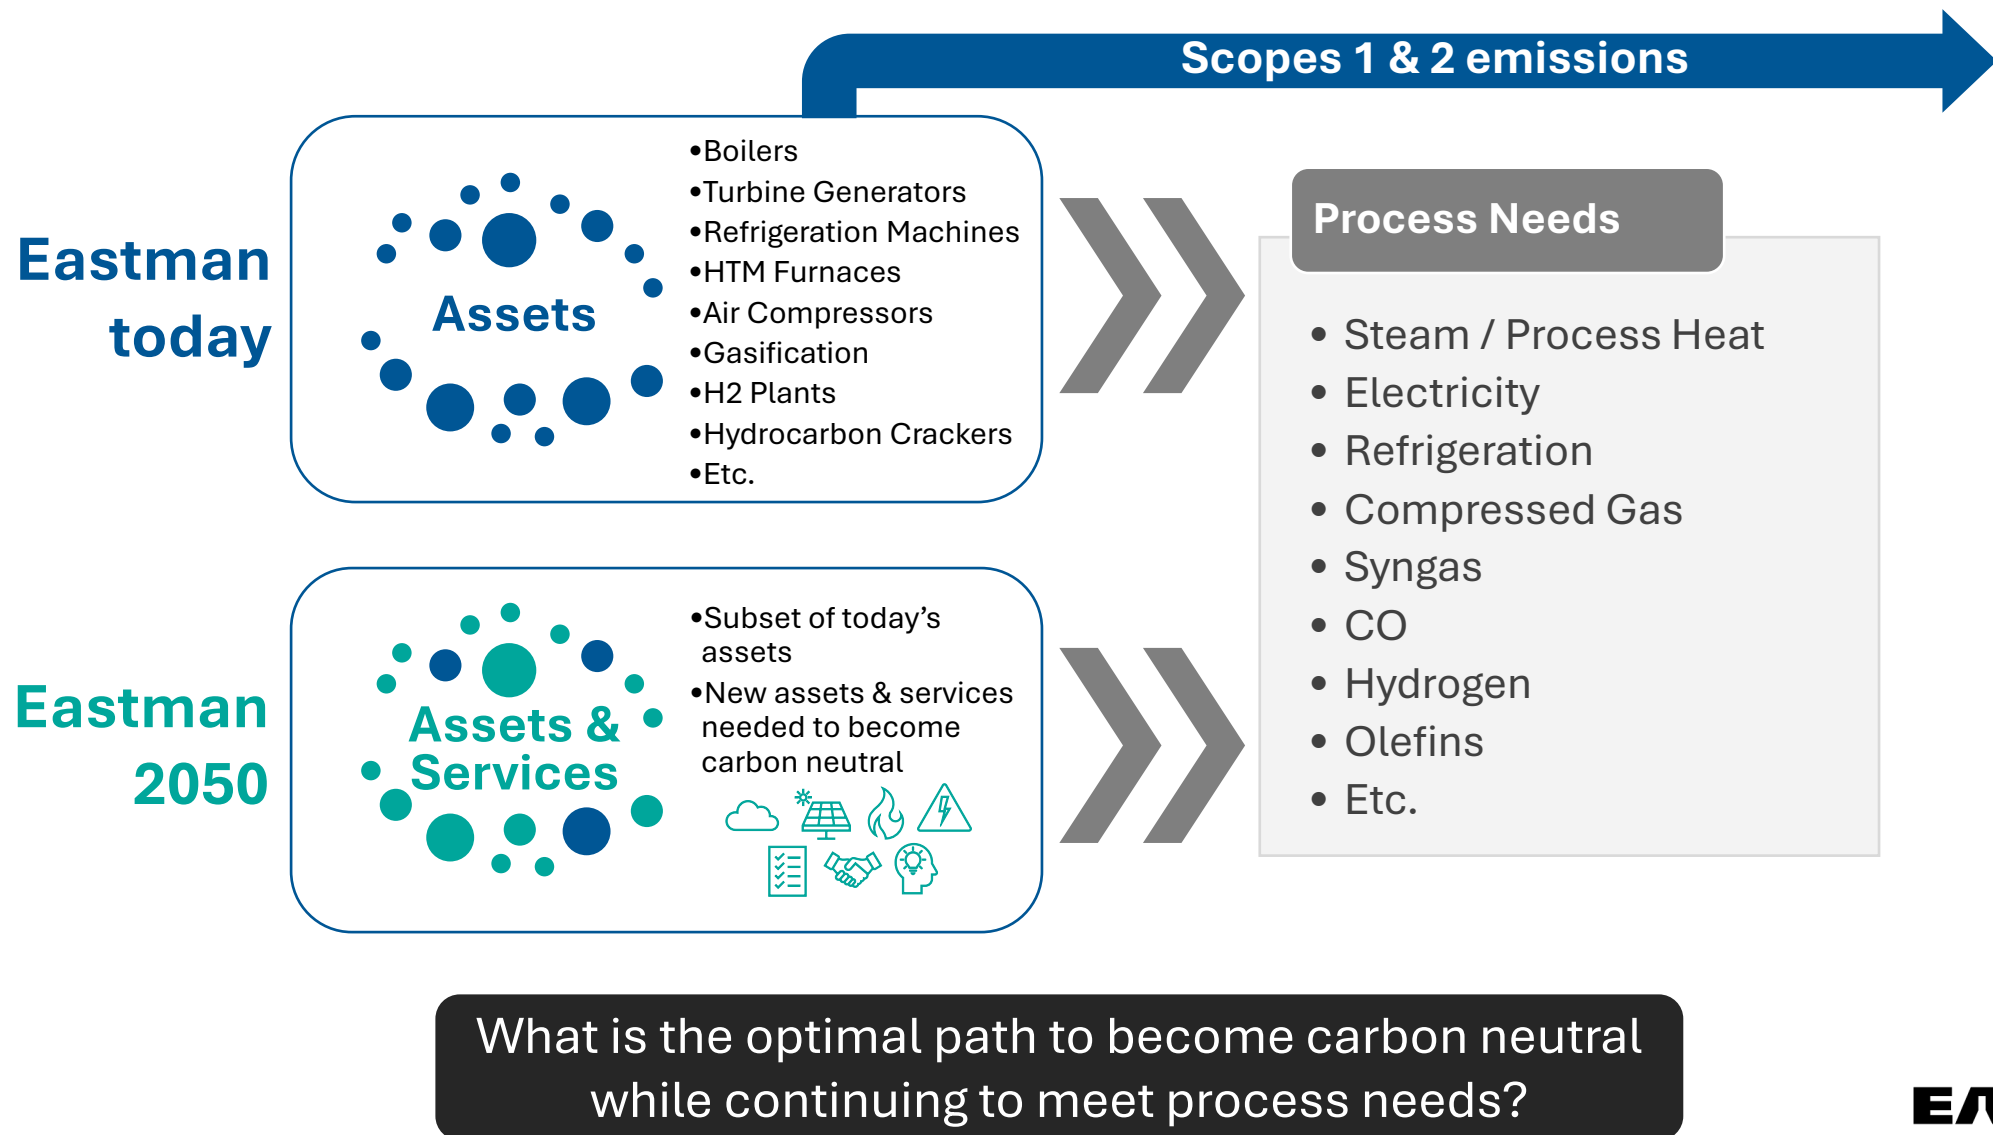 Scopes 1 & 2 emissions
Eastman
today
Assets
•Boilers
•Turbine Generators
•Refrigeration Machines
•HTM Furnaces
•Air Compressors
•Gasification
•H2 Plants
•Hydrocarbon Crackers
•Etc.
Process Needs
• Steam / Process Heat
• Electricity
• Refrigeration
• Compressed Gas
• Syngas
• CO
• Hydrogen
• Olefins
• Etc.
Eastman
2050
Assets &
Services
•Subset of today’s
assets
•New assets & services
needed to become
carbon neutral
What is the optimal path to become carbon neutral
while continuing to meet process needs?